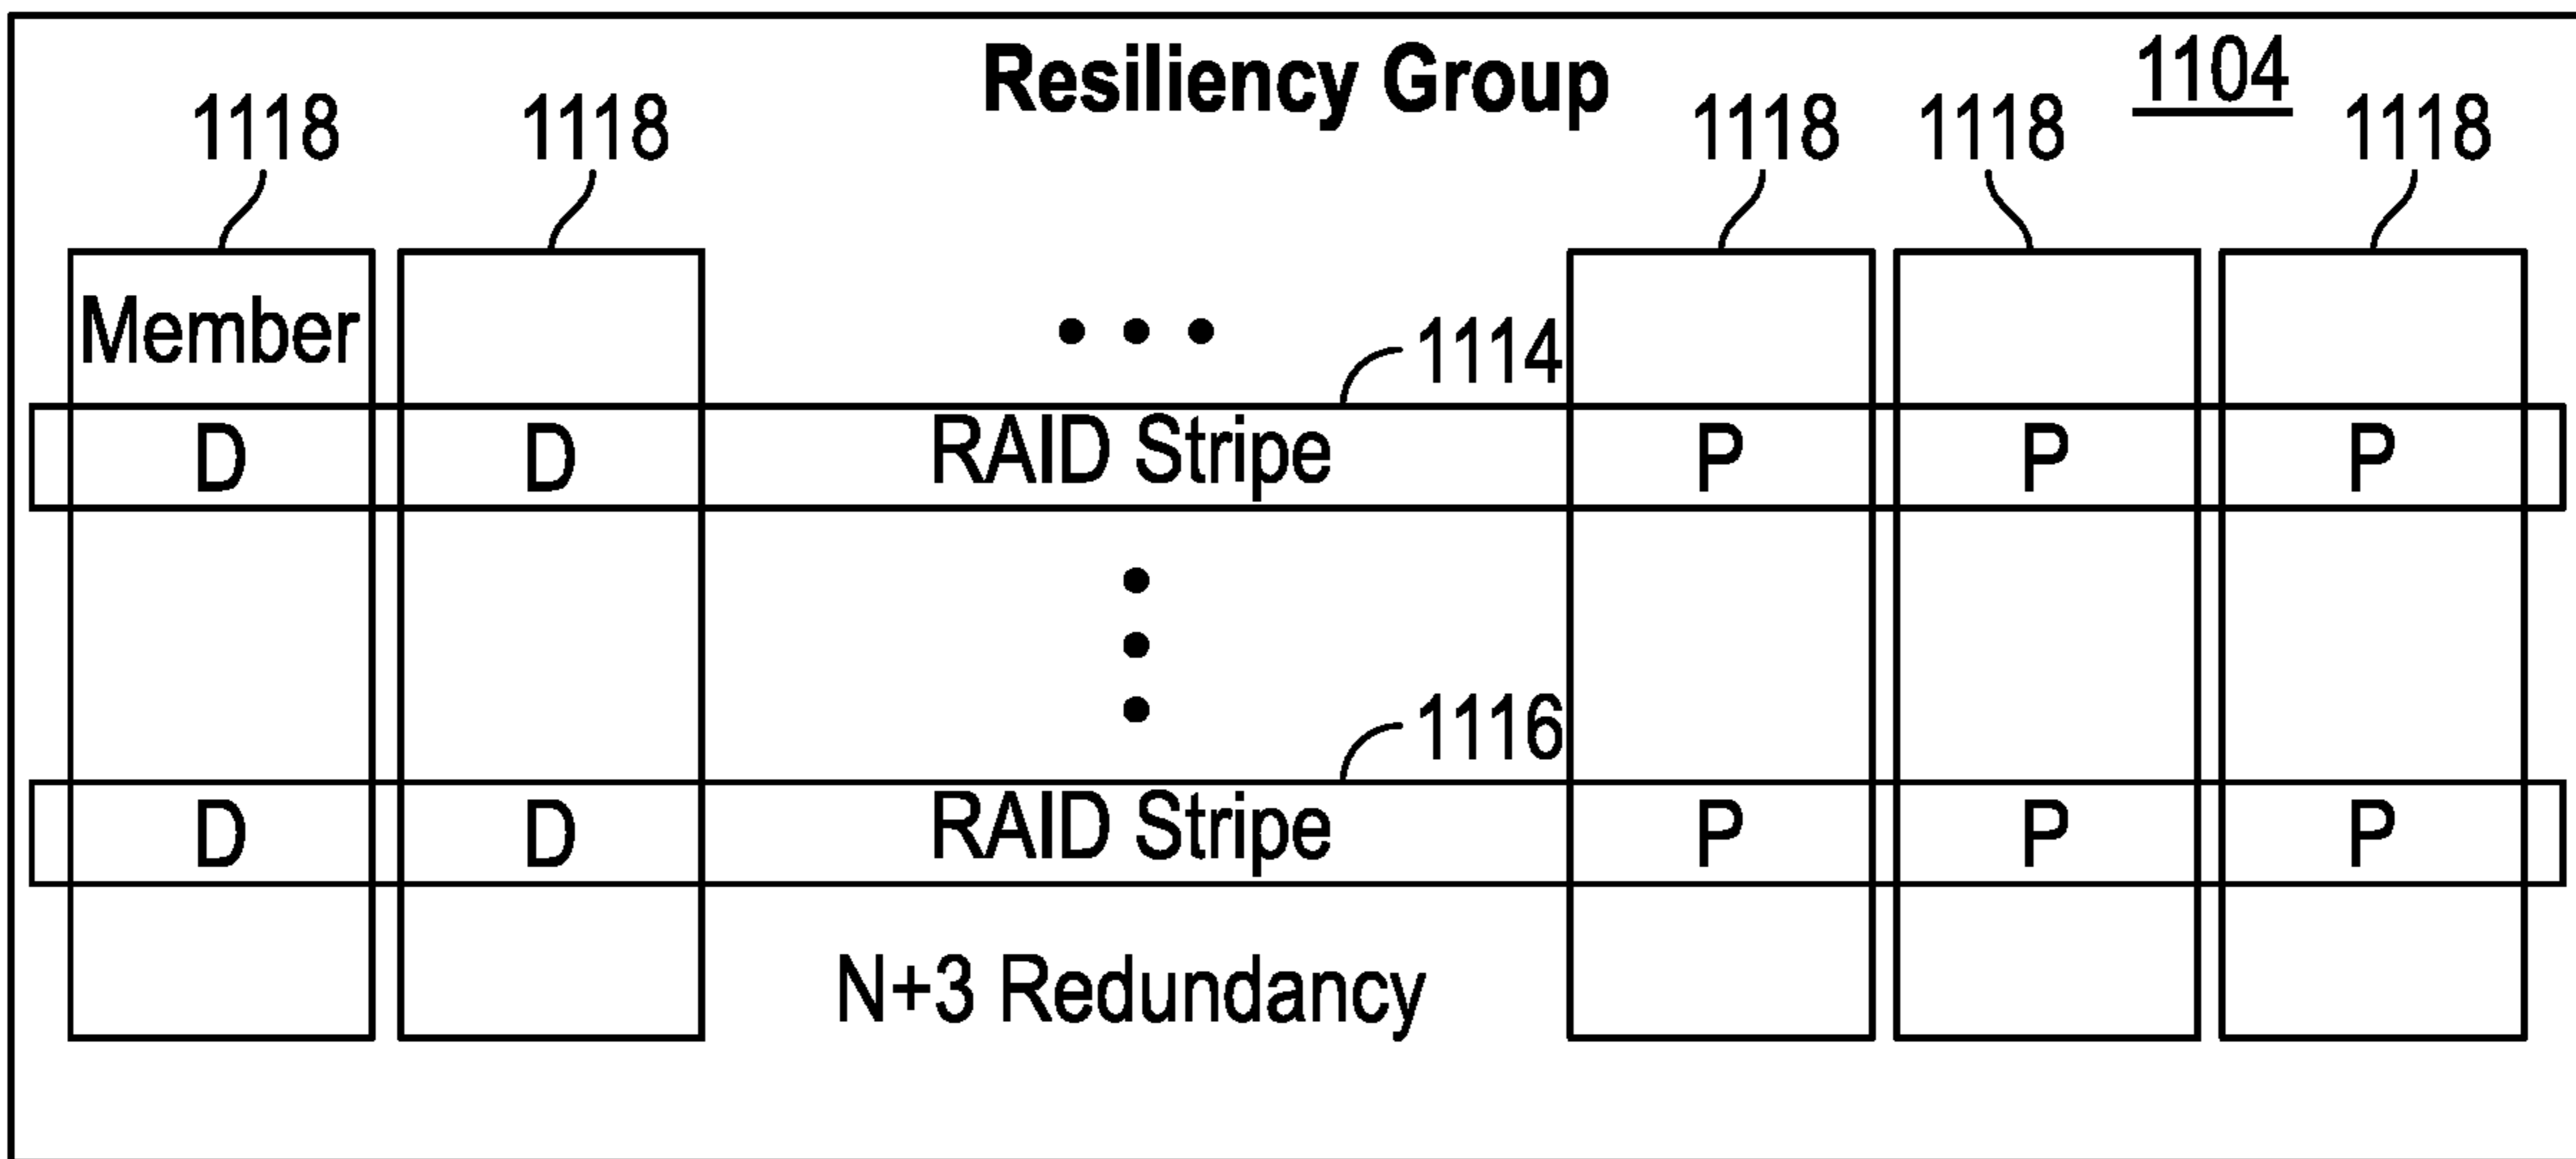 Resiliency Group
1104
1118 1118 1118 1118 1118
Member
1114
D D RAID Stripe P P P
1116
D D RAID Stripe P P P
N+3 Redundancy